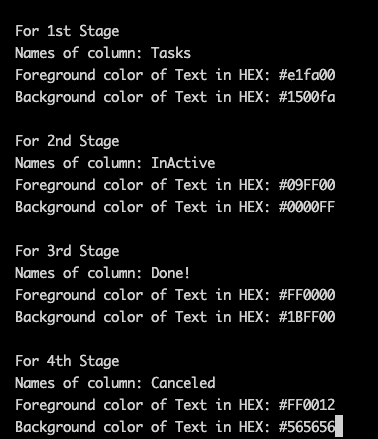 For 1st Stage
Names of column: Tasks
Foreground color of Text in HEX: #e1fa00
Background color of Text in HEX: #1500fa
For 2nd Stage
Names of column: InActive
Foreground color of Text in HEX: #09FF00
Background color of Text in HEX: #0000FF
For 3rd Stage
Names of column: Done!
Foreground color of Text in HEX: #FF0000
Background color of Text in HEX: #1BFF00
For 4th Stage
Names of column: Canceled
Foreground color of Text in HEX: #FF0012
Background color of Text in HEX: #565656